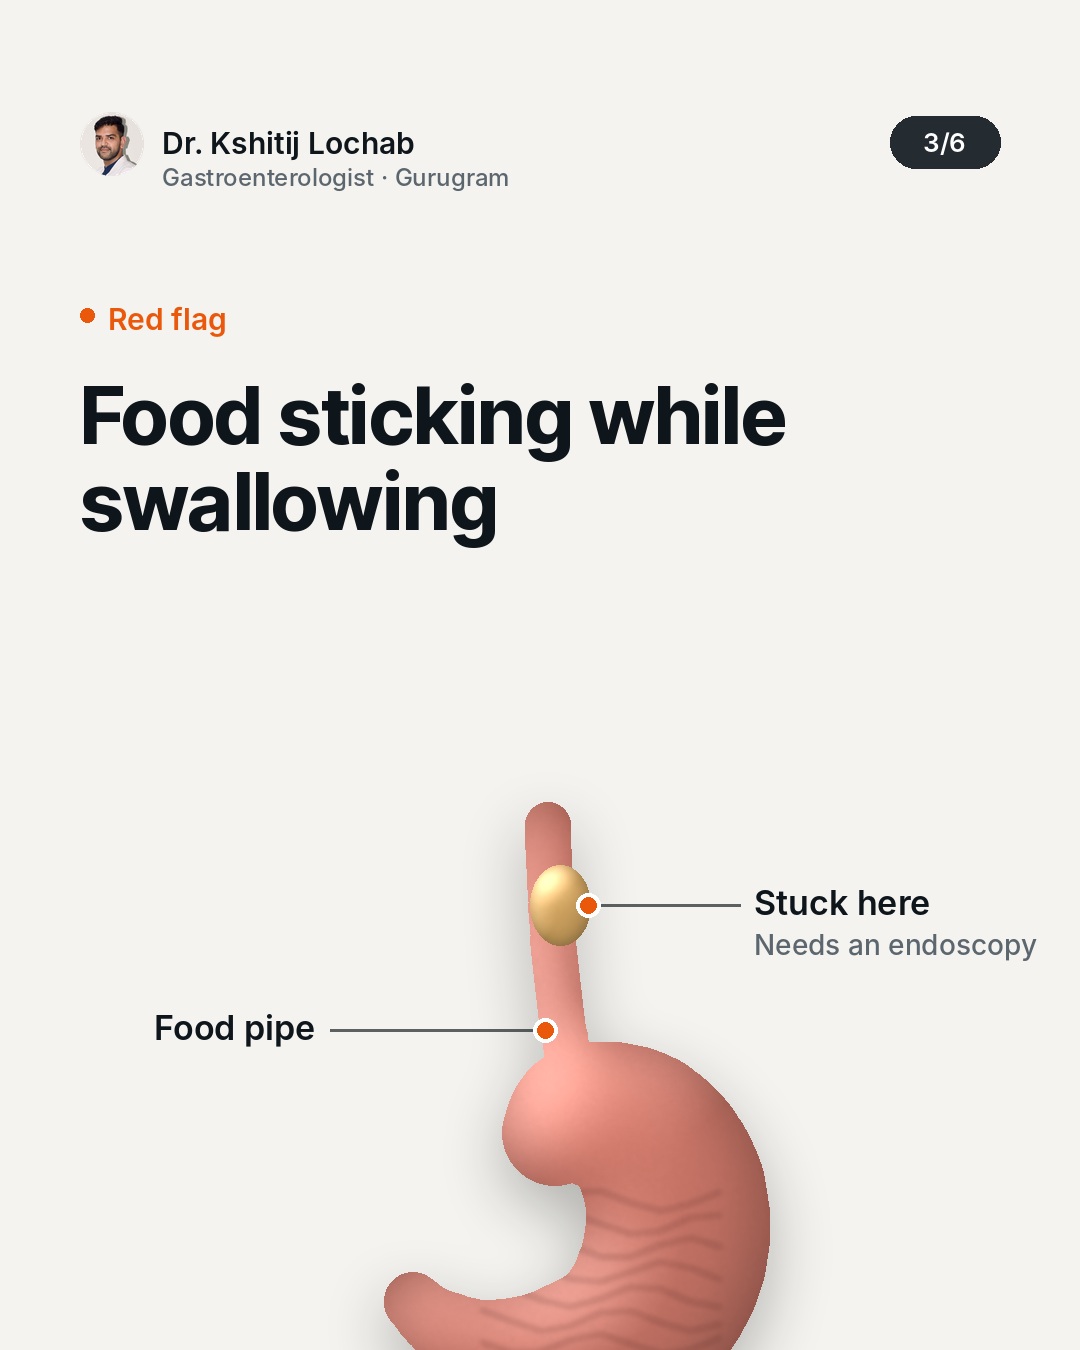 Dr. Kshitij Lochab
Gastroenterologist · Gurugram
3/6
Red flag
Food sticking while
swallowing
Stuck here
Needs an endoscopy
Food pipe